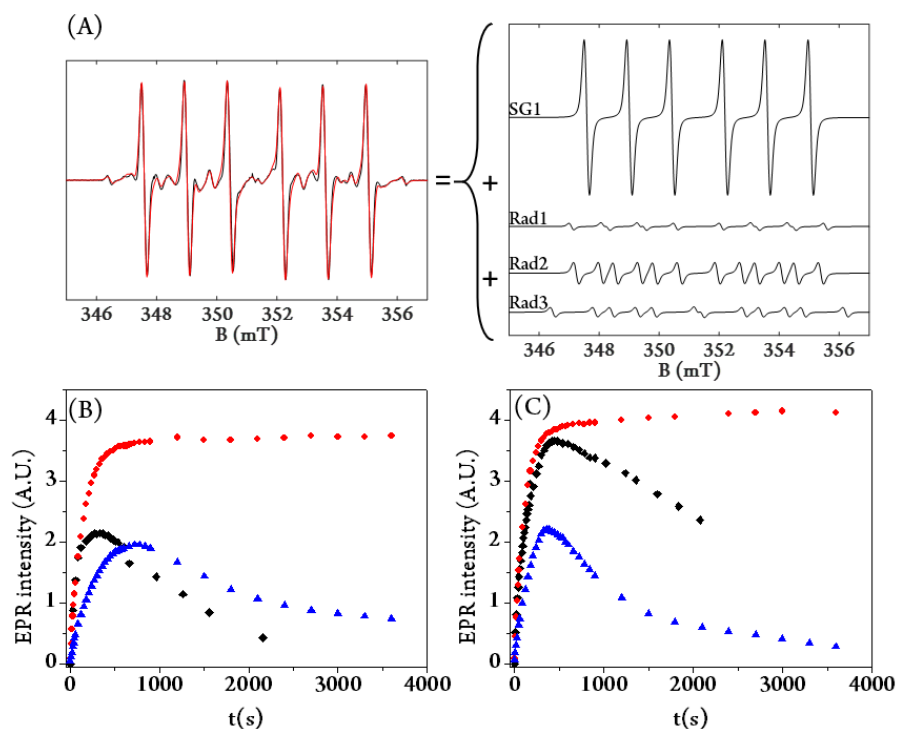 (A)
SG1
Rad1
Rad2
Rad3
=
+
+
346 348 350 352 354 356
B (mT)
346 348 350 352 354 356
B (mT)
(B)
EPR intensity (A.U.)
4
3
2
1
0
0 1000 2000 3000 4000
t(s)
(C)
EPR intensity (A.U.)
4
3
2
1
0
0 1000 2000 3000 4000
t(s)